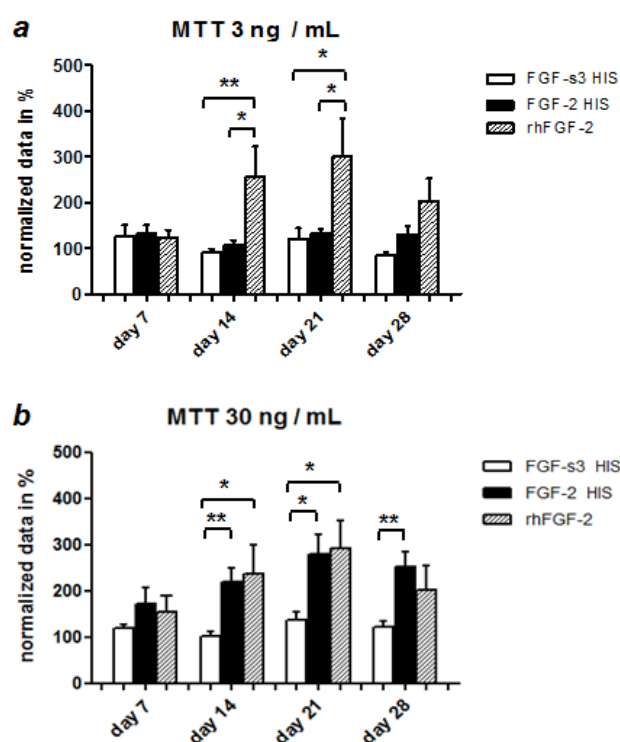 a
MTT 3 ng / mL
normalized data in %
500
400
300
200
100
0
**
*
*
*
day 7
day 14
day 21
day 28
FGF-s3 HIS
FGF-2 HIS
rhFGF-2
b
MTT 30 ng / mL
normalized data in %
500
400
300
200
100
0
*
**
*
*
**
day 7
day 14
day 21
day 28
FGF-s3 HIS
FGF-2 HIS
rhFGF-2